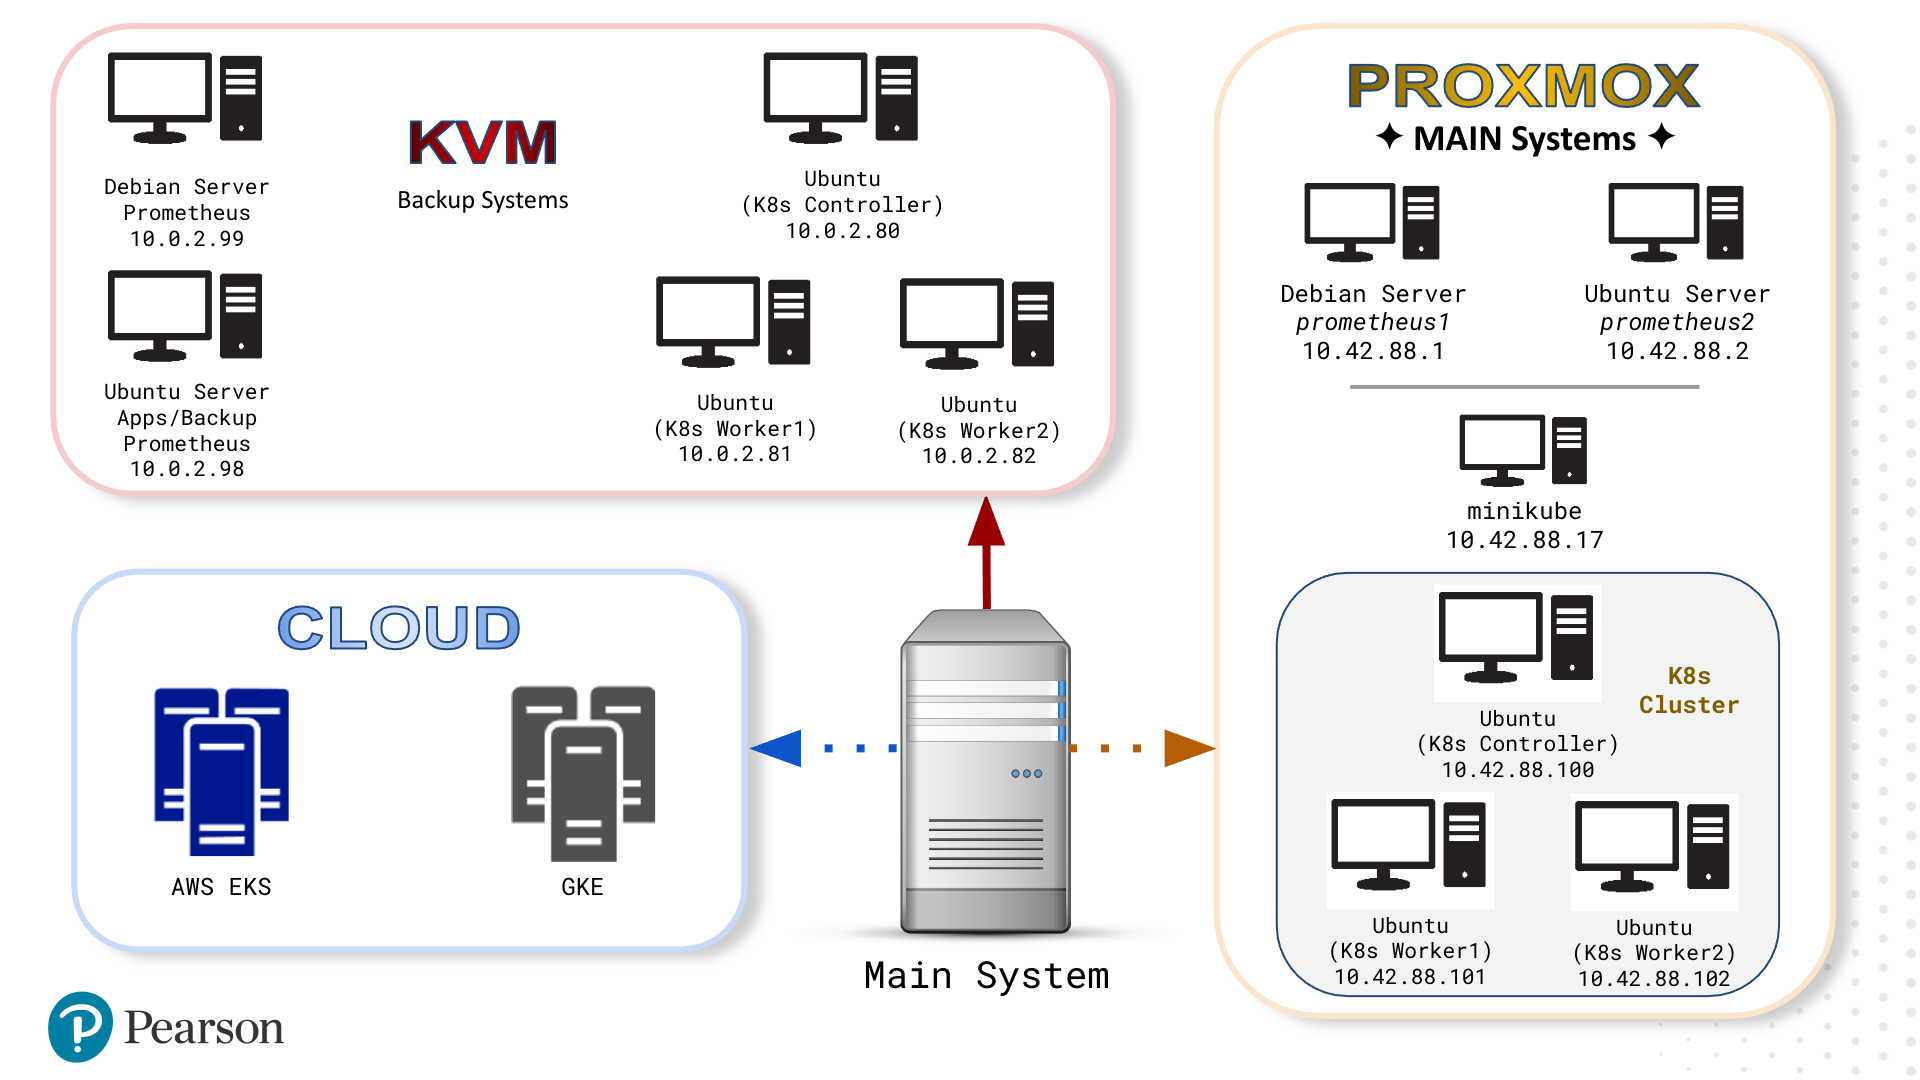 KVM
Backup Systems
Debian Server
Prometheus
10.0.2.99
Ubuntu Server
Apps/Backup
Prometheus
10.0.2.98
Ubuntu
(K8s Controller)
10.0.2.80
Ubuntu
(K8s Worker1)
10.0.2.81
Ubuntu
(K8s Worker2)
10.0.2.82
PROXMOX
✦ MAIN Systems ✦
Debian Server
prometheus1
10.42.88.1
Ubuntu Server
prometheus2
10.42.88.2
minikube
10.42.88.17
K8s
Cluster
Ubuntu
(K8s Controller)
10.42.88.100
Ubuntu
(K8s Worker1)
10.42.88.101
Ubuntu
(K8s Worker2)
10.42.88.102
CLOUD
AWS EKS
GKE
Main System
P Pearson